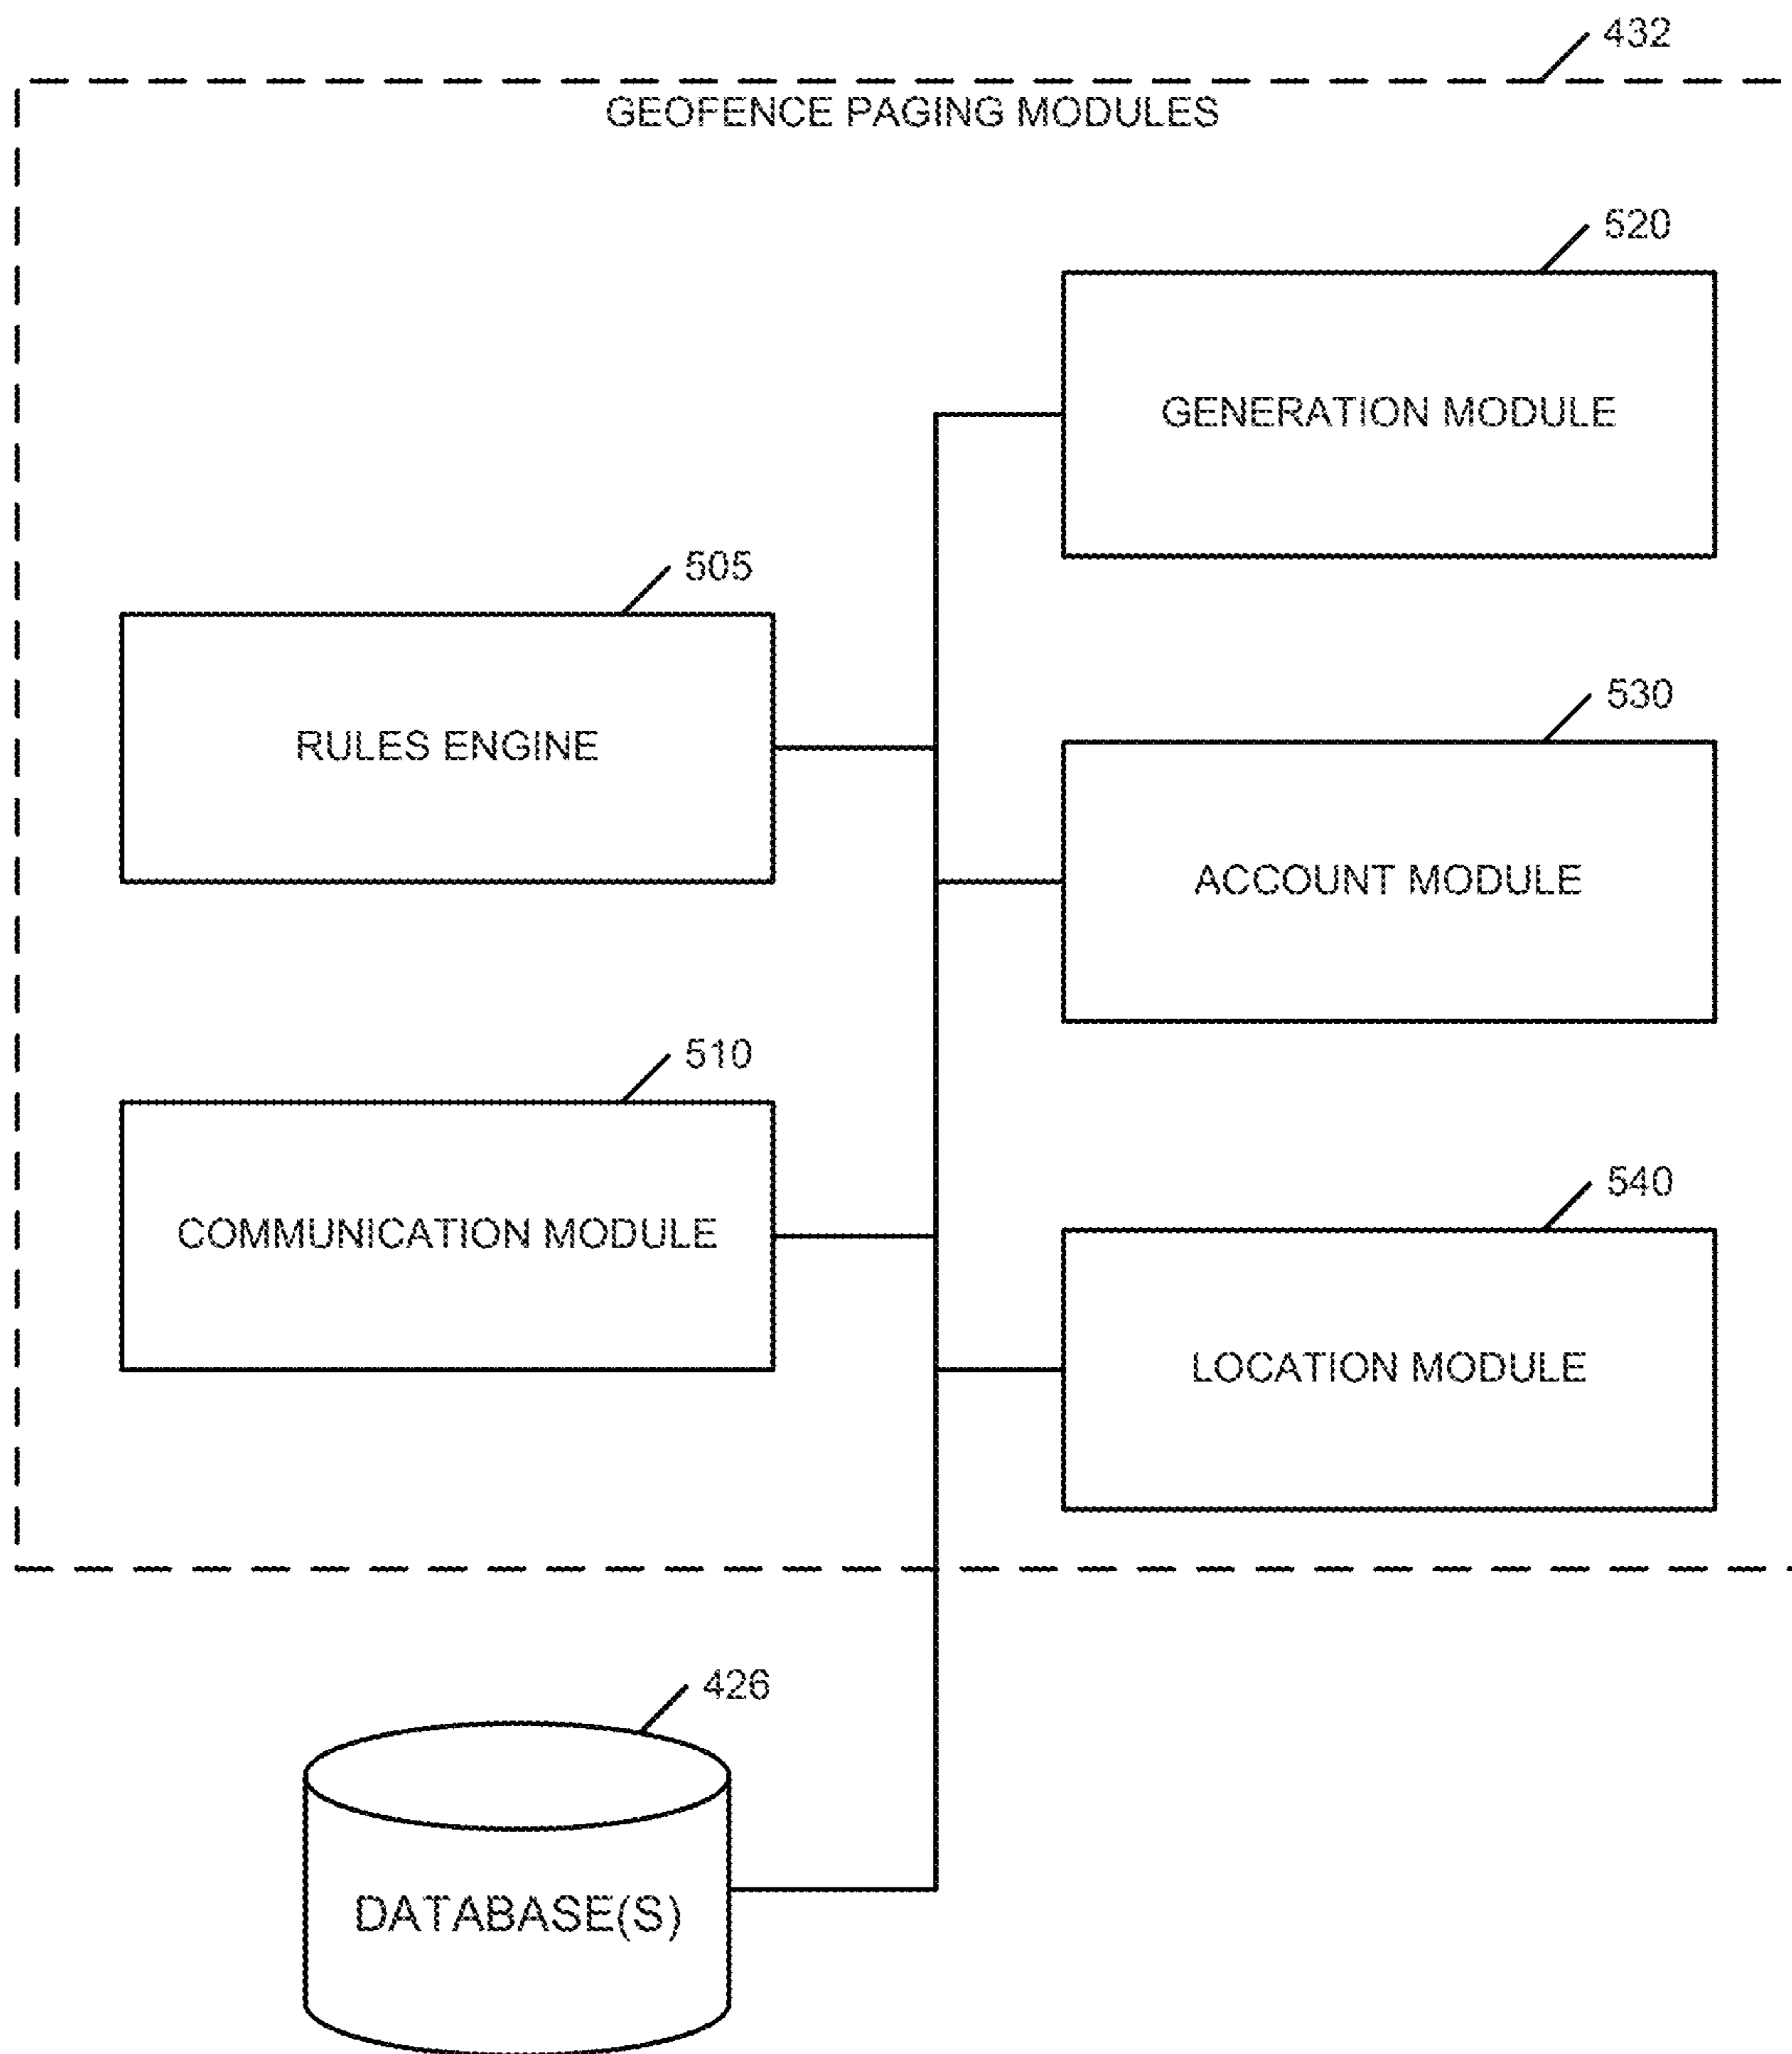 432
GEOFENCE PAGING MODULES
520
GENERATION MODULE
505
RULES ENGINE
530
ACCOUNT MODULE
510
COMMUNICATION MODULE
540
LOCATION MODULE
426
DATABASE(S)